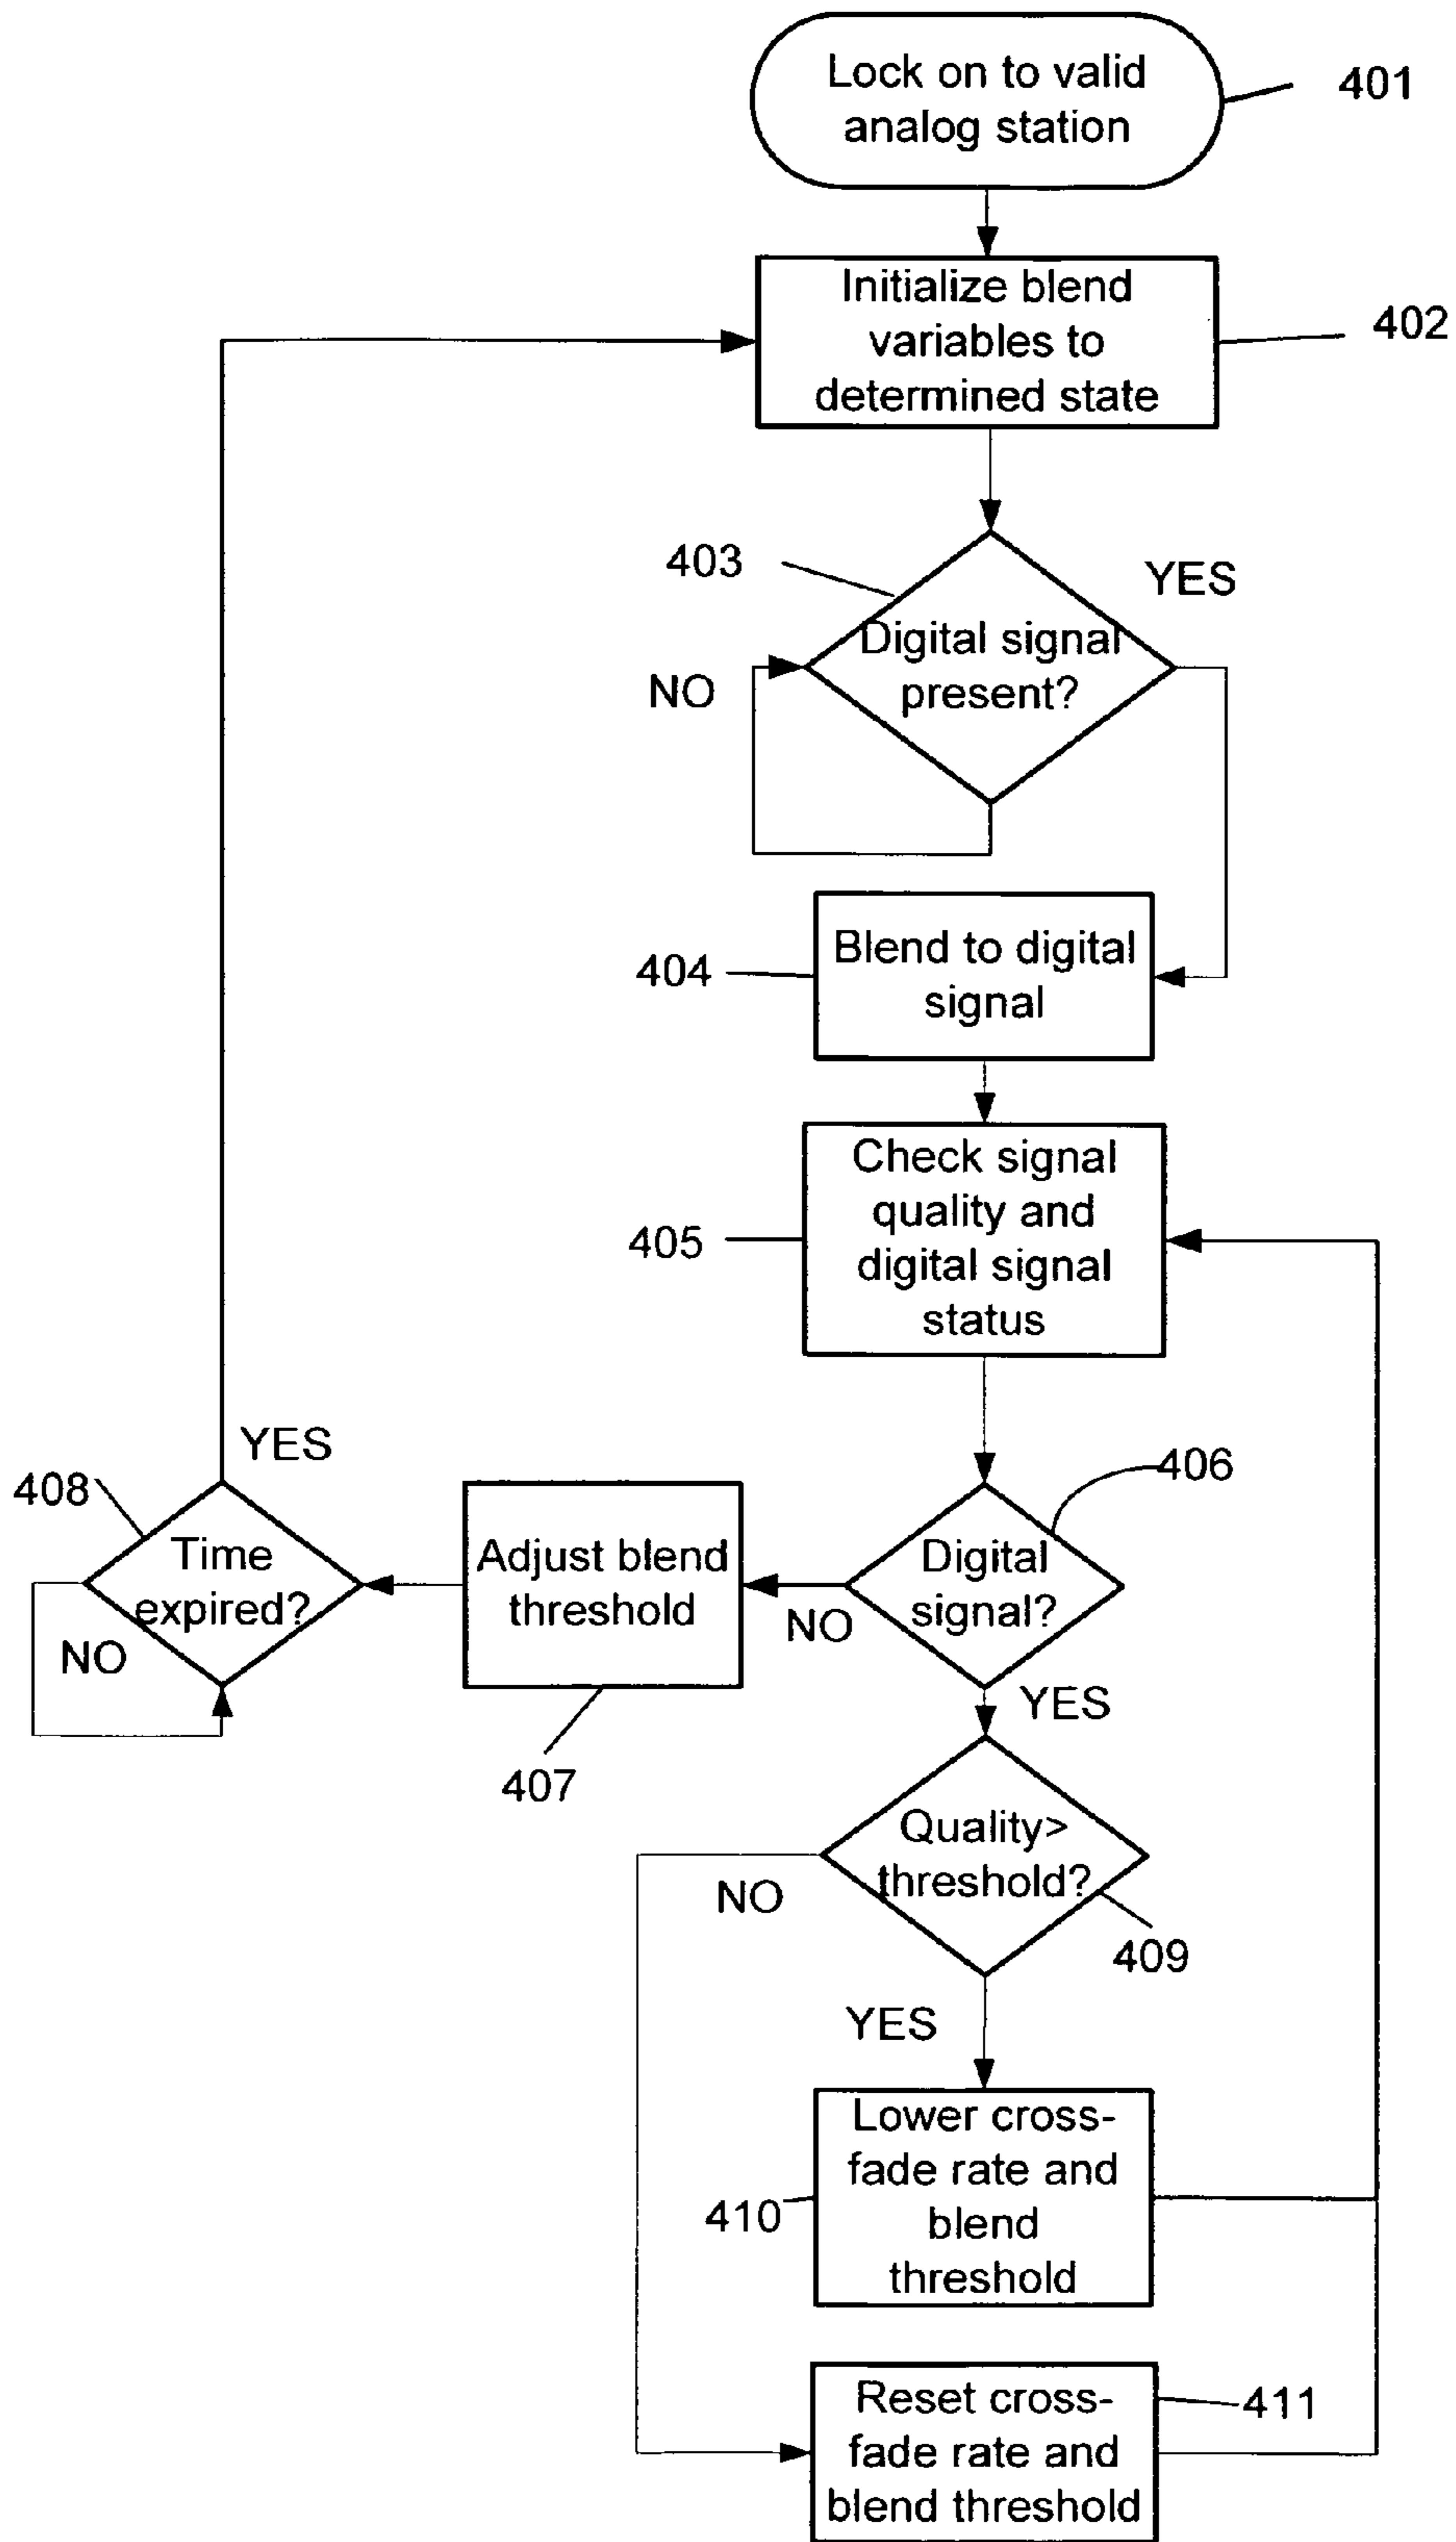 Lock on to valid
analog station
401
Initialize blend
variables to
determined state
402
403
YES
Digital signal
present?
NO
Blend to digital
signal
404
Check signal
quality and
digital signal
status
405
YES
408
Time
expired?
NO
Adjust blend
threshold
407
406
Digital
signal?
NO
YES
Quality>
threshold?
NO
409
YES
Lower cross-
fade rate and
blend
threshold
410
Reset cross-
fade rate and
blend threshold
411